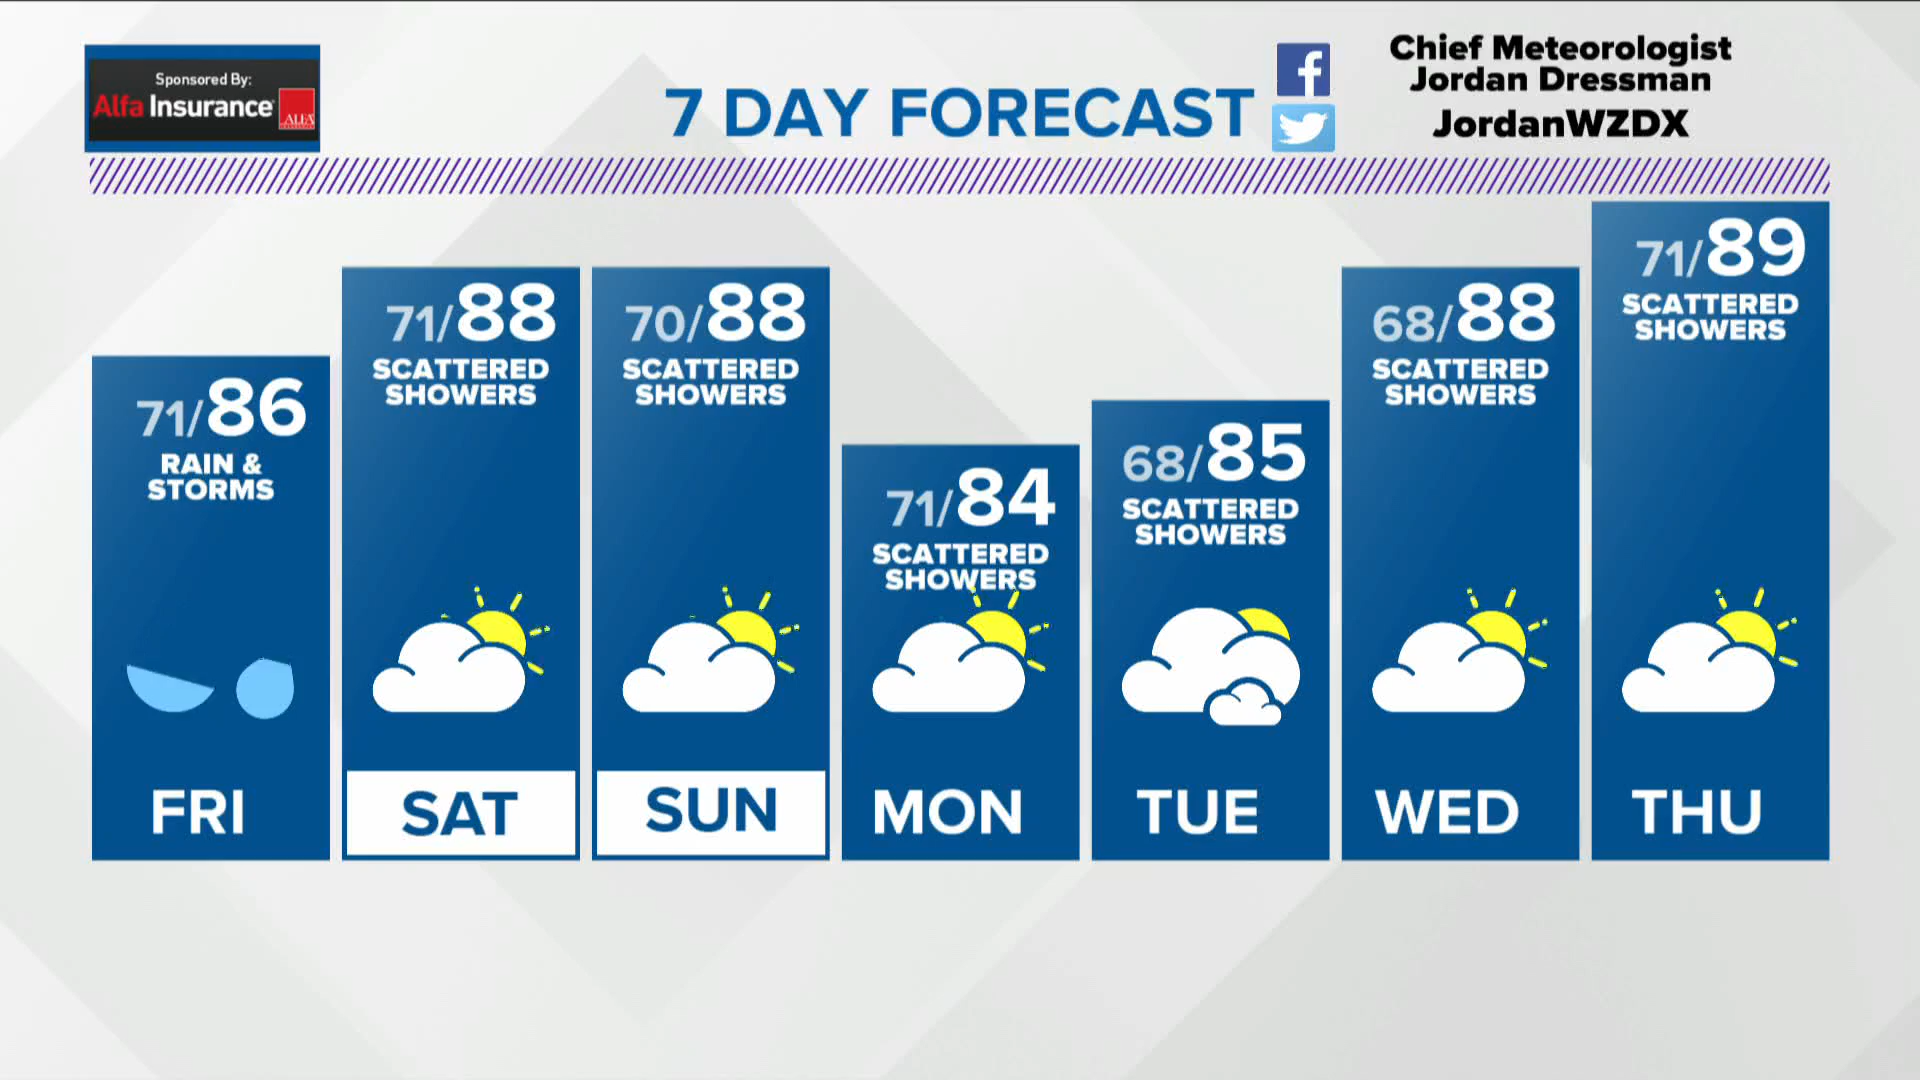 Sponsored By:
Alfa Insurance
ALFA
7 DAY FORECAST
Chief Meteorologist
Jordan Dressman
JordanWZDX
71/86
RAIN &
STORMS
FRI
71/88
SCATTERED
SHOWERS
SAT
70/88
SCATTERED
SHOWERS
SUN
71/84
SCATTERED
SHOWERS
MON
68/85
SCATTERED
SHOWERS
TUE
68/88
SCATTERED
SHOWERS
WED
71/89
SCATTERED
SHOWERS
THU